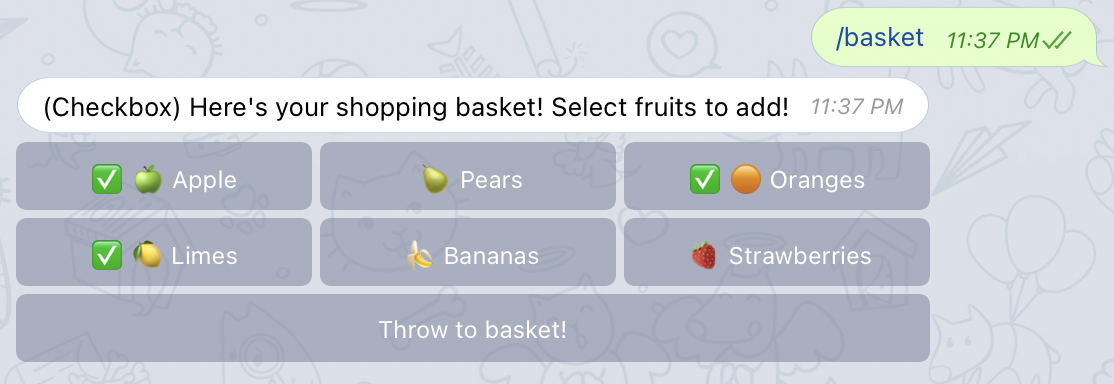 /basket 11:37 PM
(Checkbox) Here's your shopping basket! Select fruits to add! 11:37 PM
✅ 🍏 Apple 🍐 Pears ✅ 🟠 Oranges
✅ 🍋 Limes 🍌 Bananas 🍓 Strawberries
Throw to basket!